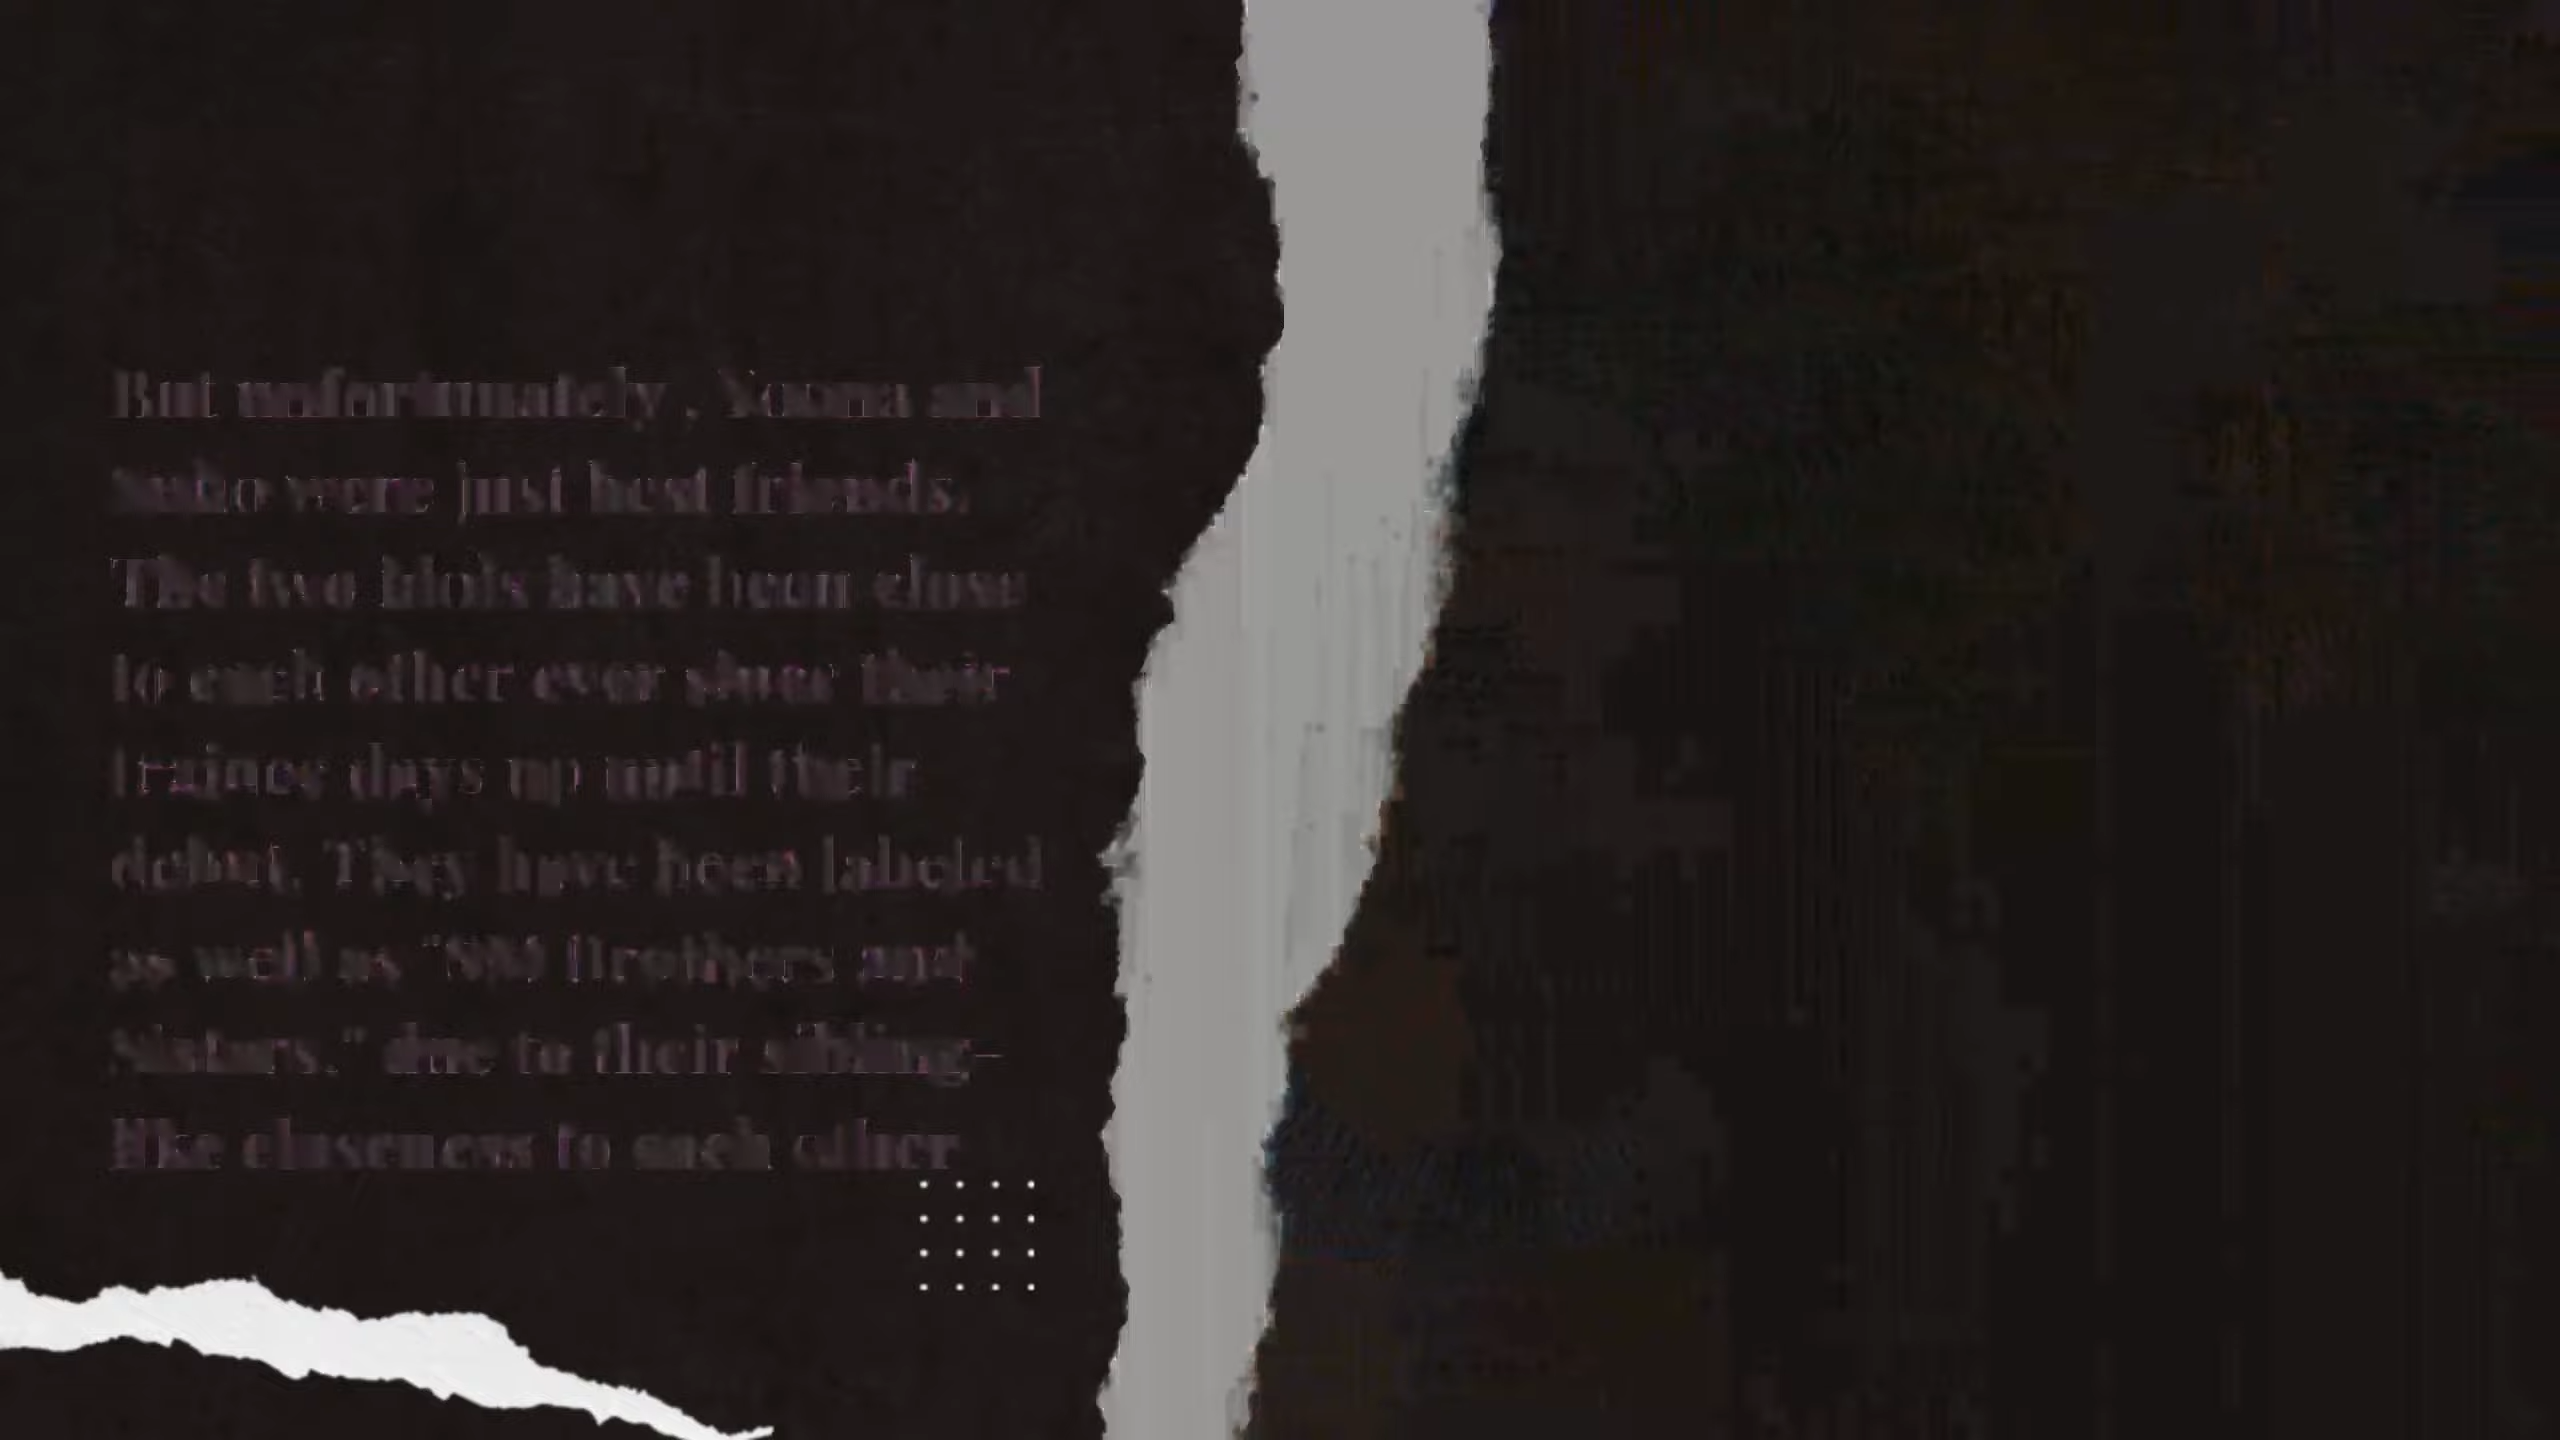 But unfortunately, Yoona and
Suho were just best friends.
The two idols have been close
to each other ever since their
trainee days up until their
debut. They have been labeled
as well as "SM Brothers and
Sisters," due to their sibling-
like closeness to each other